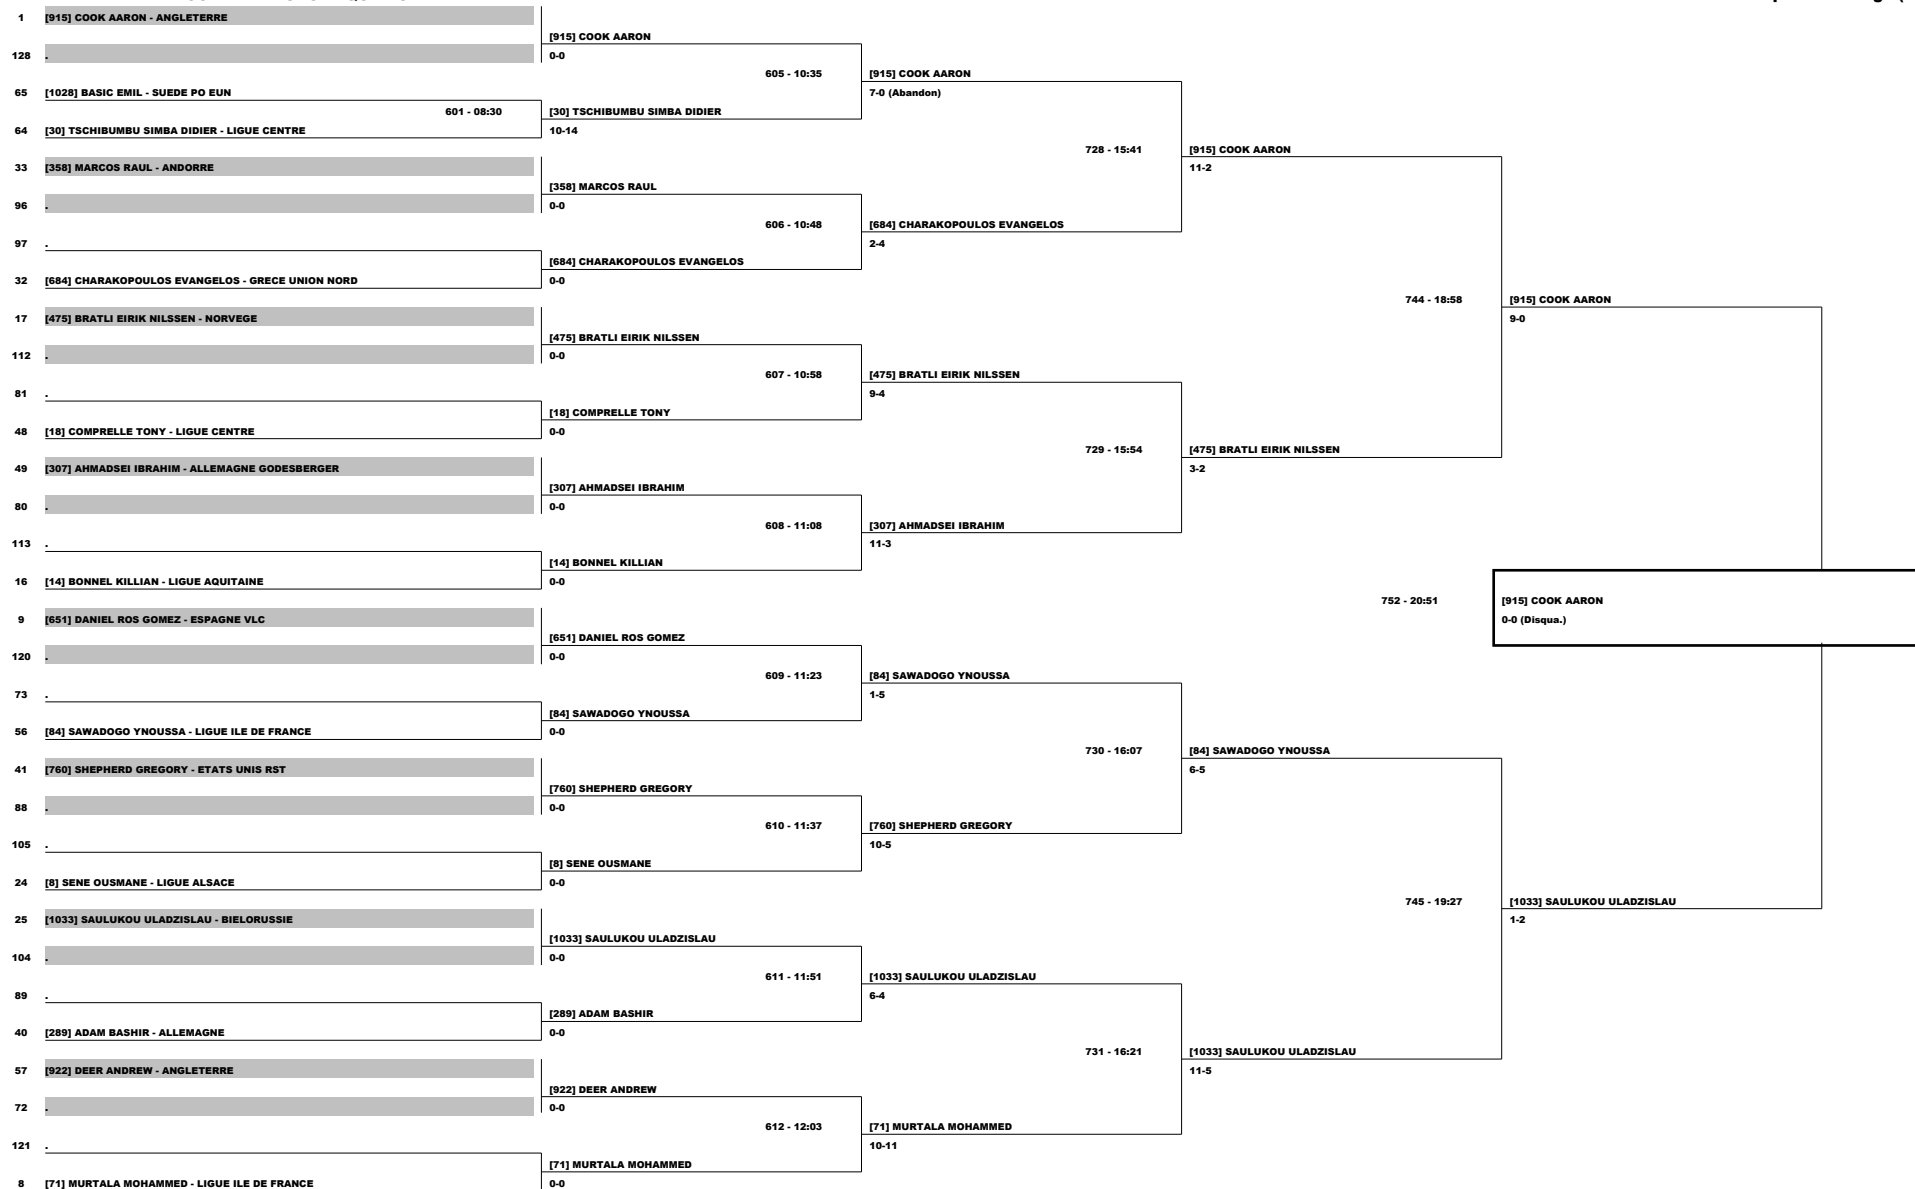 1 [915] COOK AARON - ANGLETERRE
[915] COOK AARON
128 . 0-0
605 - 10:35 [915] COOK AARON
65 [1028] BASIC EMIL - SUEDE PO EUN 7-0 (Abandon)
601 - 08:30 [30] TSCHIBUMBU SIMBA DIDIER
64 [30] TSCHIBUMBU SIMBA DIDIER - LIGUE CENTRE 10-14
728 - 15:41 [915] COOK AARON
33 [358] MARCOS RAUL - ANDORRE 11-2
[358] MARCOS RAUL
96 . 0-0
606 - 10:48 [684] CHARAKOPOULOS EVANGELOS
97 . 2-4
[684] CHARAKOPOULOS EVANGELOS
32 [684] CHARAKOPOULOS EVANGELOS - GRECE UNION NORD 0-0
744 - 18:58 [915] COOK AARON
17 [475] BRATLI EIRIK NILSSEN - NORVEGE 9-0
[475] BRATLI EIRIK NILSSEN
112 . 0-0
607 - 10:58 [475] BRATLI EIRIK NILSSEN
81 . 9-4
[18] COMPRELLE TONY
48 [18] COMPRELLE TONY - LIGUE CENTRE 0-0
729 - 15:54 [475] BRATLI EIRIK NILSSEN
49 [307] AHMADSEI IBRAHIM - ALLEMAGNE GODESBERGER 3-2
[307] AHMADSEI IBRAHIM
80 . 0-0
608 - 11:08 [307] AHMADSEI IBRAHIM
113 . 11-3
[14] BONNEL KILLIAN
16 [14] BONNEL KILLIAN - LIGUE AQUITAINE 0-0
752 - 20:51 [915] COOK AARON
9 [651] DANIEL ROS GOMEZ - ESPAGNE VLC 0-0 (Disqua.)
[651] DANIEL ROS GOMEZ
120 . 0-0
609 - 11:23 [84] SAWADOGO YNOUSSA
73 . 1-5
[84] SAWADOGO YNOUSSA
56 [84] SAWADOGO YNOUSSA - LIGUE ILE DE FRANCE 0-0
730 - 16:07 [84] SAWADOGO YNOUSSA
41 [760] SHEPHERD GREGORY - ETATS UNIS RST 6-5
[760] SHEPHERD GREGORY
88 . 0-0
610 - 11:37 [760] SHEPHERD GREGORY
105 . 10-5
[8] SENE OUSMANE
24 [8] SENE OUSMANE - LIGUE ALSACE 0-0
745 - 19:27 [1033] SAULUKOU ULADZISLAU
25 [1033] SAULUKOU ULADZISLAU - BIELORUSSIE 1-2
[1033] SAULUKOU ULADZISLAU
104 . 0-0
611 - 11:51 [1033] SAULUKOU ULADZISLAU
89 . 6-4
[289] ADAM BASHIR
40 [289] ADAM BASHIR - ALLEMAGNE 0-0
731 - 16:21 [1033] SAULUKOU ULADZISLAU
57 [922] DEER ANDREW - ANGLETERRE 11-5
[922] DEER ANDREW
72 . 0-0
612 - 12:03 [71] MURTALA MOHAMMED
121 . 10-11
[71] MURTALA MOHAMMED
8 [71] MURTALA MOHAMMED - LIGUE ILE DE FRANCE 0-0